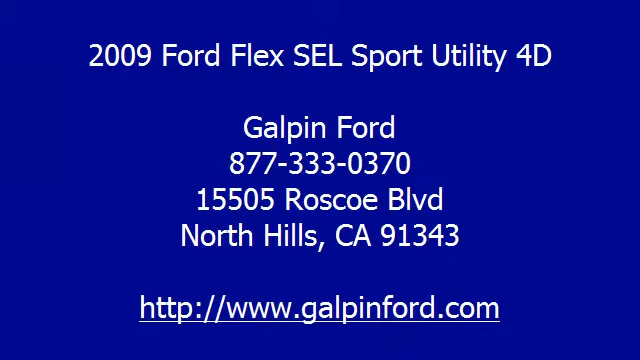 2009 Ford Flex SEL Sport Utility 4D
Galpin Ford
877-333-0370
15505 Roscoe Blvd
North Hills, CA 91343
http://www.galpinford.com